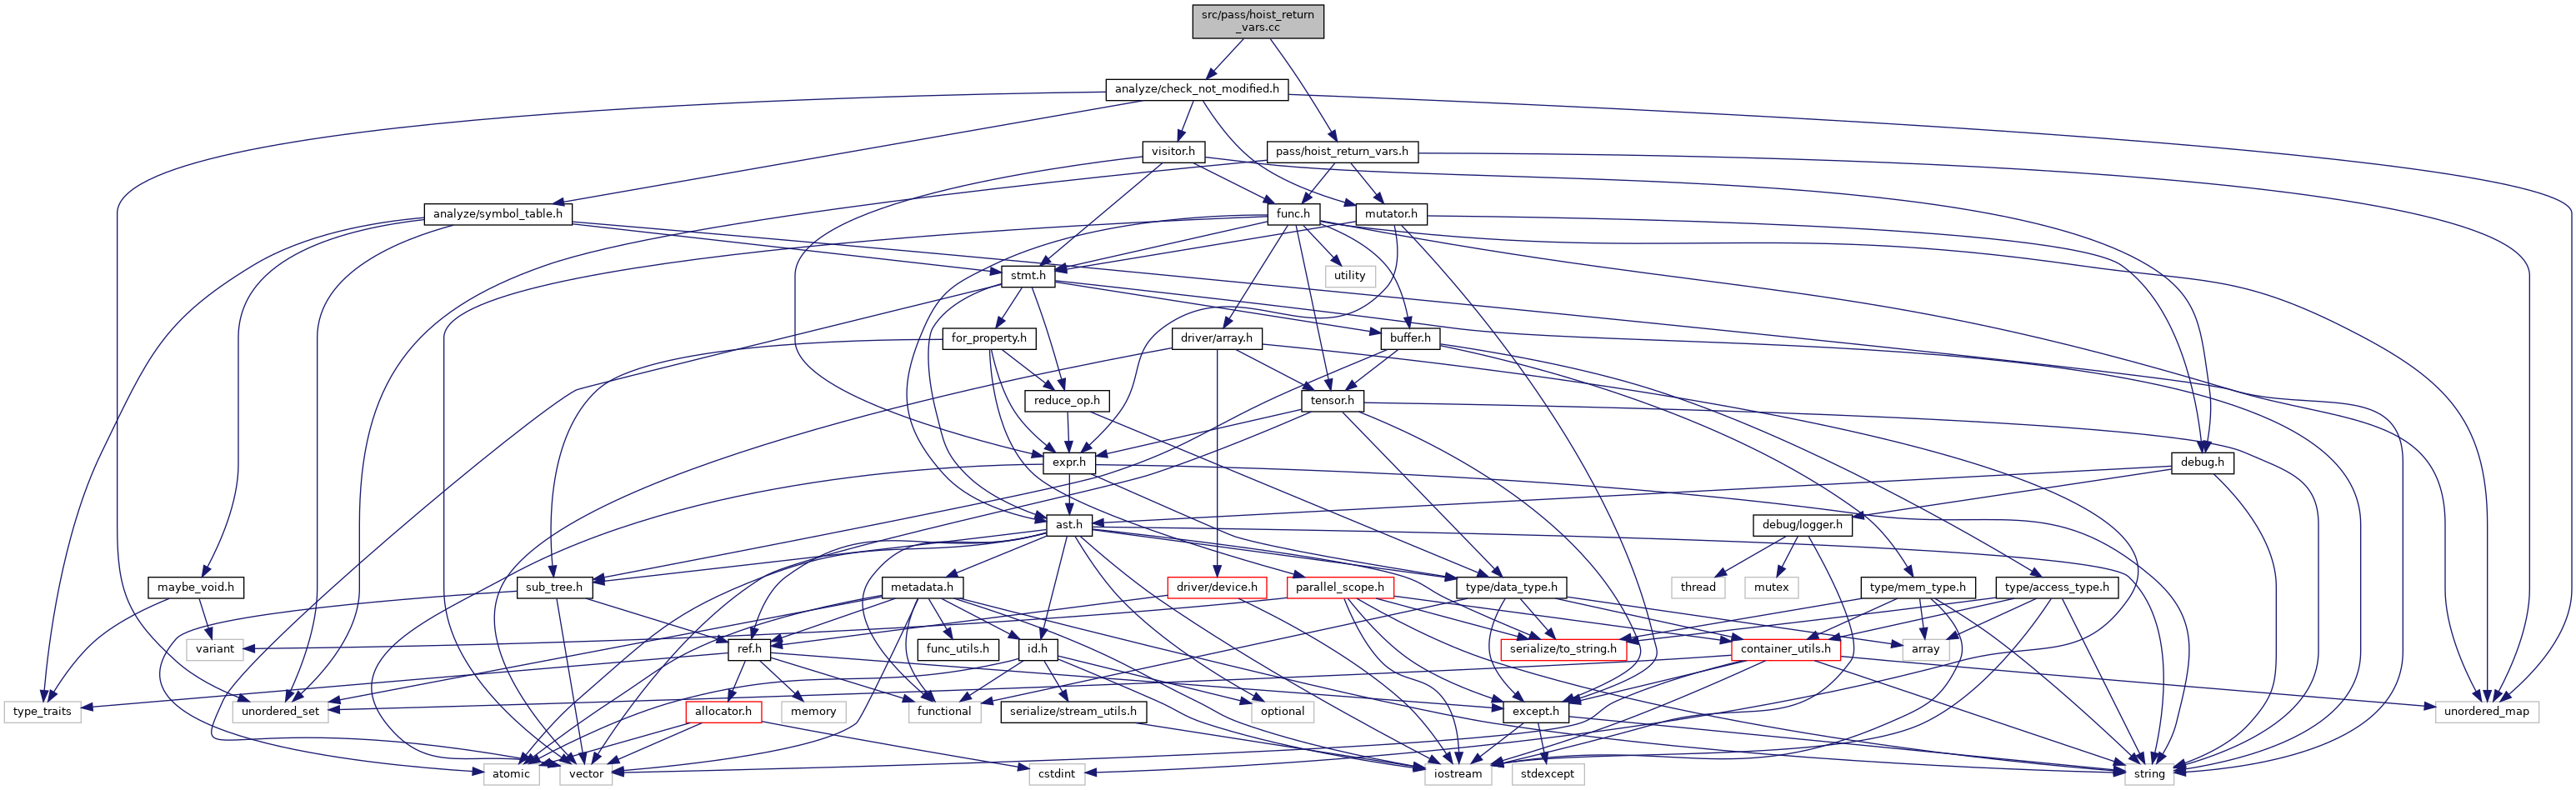 src/pass/hoist_return
_vars.cc
analyze/check_not_modified.h
visitor.h
pass/hoist_return_vars.h
analyze/symbol_table.h
func.h
mutator.h
stmt.h
utility
for_property.h
driver/array.h
buffer.h
reduce_op.h
tensor.h
expr.h
debug.h
ast.h
debug/logger.h
maybe_void.h
sub_tree.h
metadata.h
driver/device.h
parallel_scope.h
type/data_type.h
thread
mutex
type/mem_type.h
type/access_type.h
variant
ref.h
func_utils.h
id.h
serialize/to_string.h
container_utils.h
array
type_traits
unordered_set
allocator.h
memory
functional
serialize/stream_utils.h
optional
except.h
unordered_map
atomic
vector
cstdint
iostream
stdexcept
string